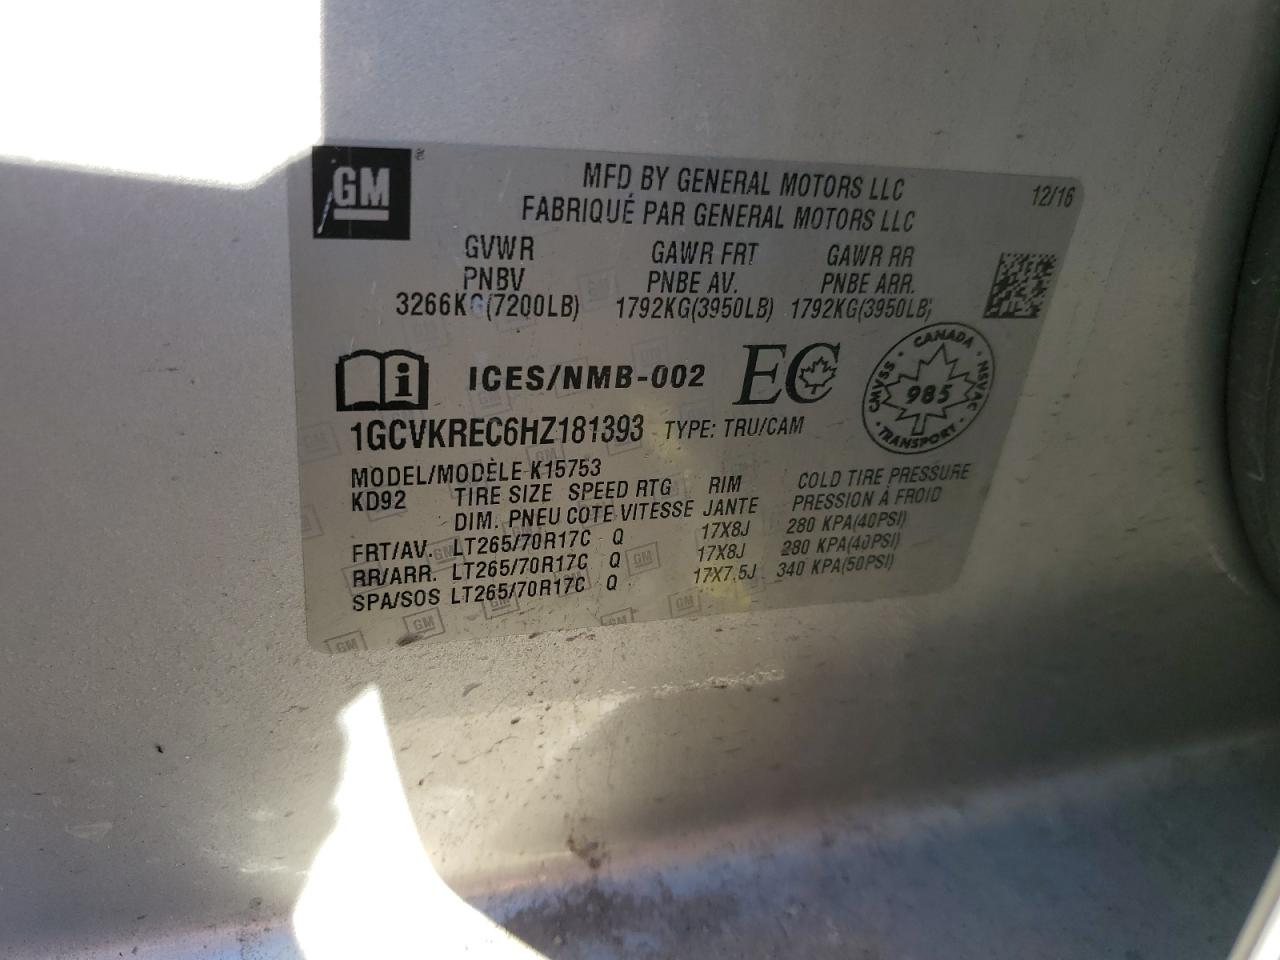 GM ®
MFD BY GENERAL MOTORS LLC
12/16
FABRIQUÉ PAR GENERAL MOTORS LLC
GVWR GAWR FRT GAWR RR
PNBV PNBE AV. PNBE ARR.
3266KG(7200LB) 1792KG(3950LB) 1792KG(3950LB)
i ICES/NMB-002 EC
CANADA
CMVSS 985 NSVAC
TRANSPORT
1GCVKREC6HZ181393 TYPE: TRU/CAM
MODEL/MODÈLE K15753
KD92 TIRE SIZE SPEED RTG RIM COLD TIRE PRESSURE
DIM. PNEU COTE VITESSE JANTE PRESSION À FROID
FRT/AV. LT265/70R17C Q 17X8J 280 KPA(40PSI)
RR/ARR. LT265/70R17C Q 17X8J 280 KPA(40PSI)
SPA/SOS LT265/70R17C Q 17X7.5J 340 KPA(50PSI)